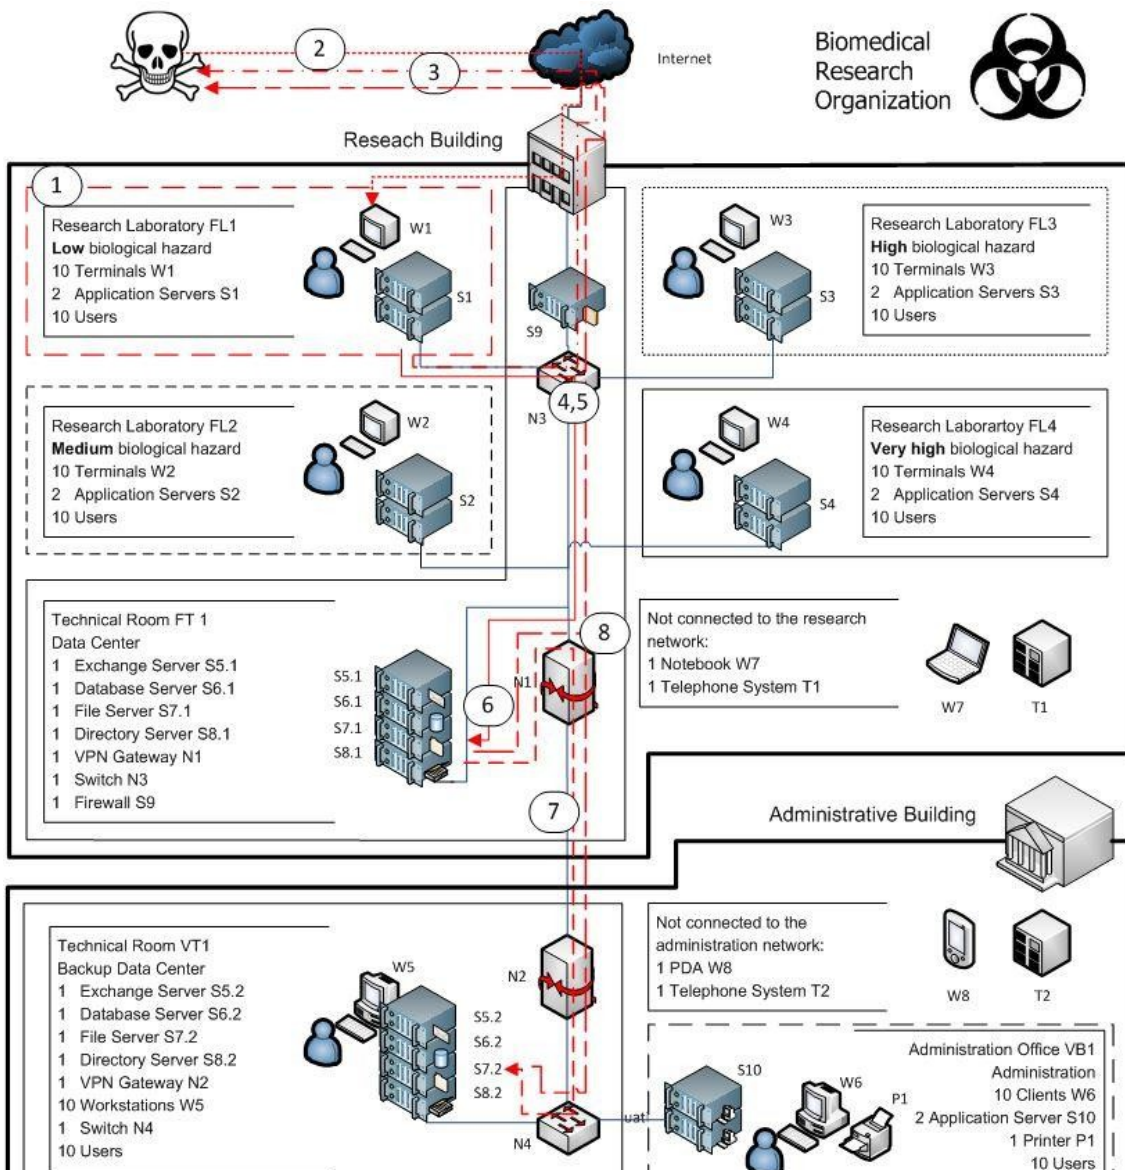 2
3
Internet
Biomedical
Research
Organization
Reseach Building
1
Research Laboratory FL1
Low biological hazard
10 Terminals W1
2 Application Servers S1
10 Users
W1
S1
S9
W3
S3
Research Laboratory FL3
High biological hazard
10 Terminals W3
2 Application Servers S3
10 Users
4,5
N3
Research Laboratory FL2
Medium biological hazard
10 Terminals W2
2 Application Servers S2
10 Users
W2
S2
W4
S4
Research Laborartoy FL4
Very high biological hazard
10 Terminals W4
2 Application Servers S4
10 Users
Technical Room FT 1
Data Center
1 Exchange Server S5.1
1 Database Server S6.1
1 File Server S7.1
1 Directory Server S8.1
1 VPN Gateway N1
1 Switch N3
1 Firewall S9
S5.1
S6.1
S7.1
S8.1
6
N1
8
7
Not connected to the research
network:
1 Notebook W7
1 Telephone System T1
W7
T1
Administrative Building
Technical Room VT1
Backup Data Center
1 Exchange Server S5.2
1 Database Server S6.2
1 File Server S7.2
1 Directory Server S8.2
1 VPN Gateway N2
10 Workstations W5
1 Switch N4
10 Users
W5
S5.2
S6.2
S7.2
S8.2
N2
N4
Not connected to the
administration network:
1 PDA W8
1 Telephone System T2
W8
T2
uat
S10
W6
P1
Administration Office VB1
Administration
10 Clients W6
2 Application Server S10
1 Printer P1
10 Users